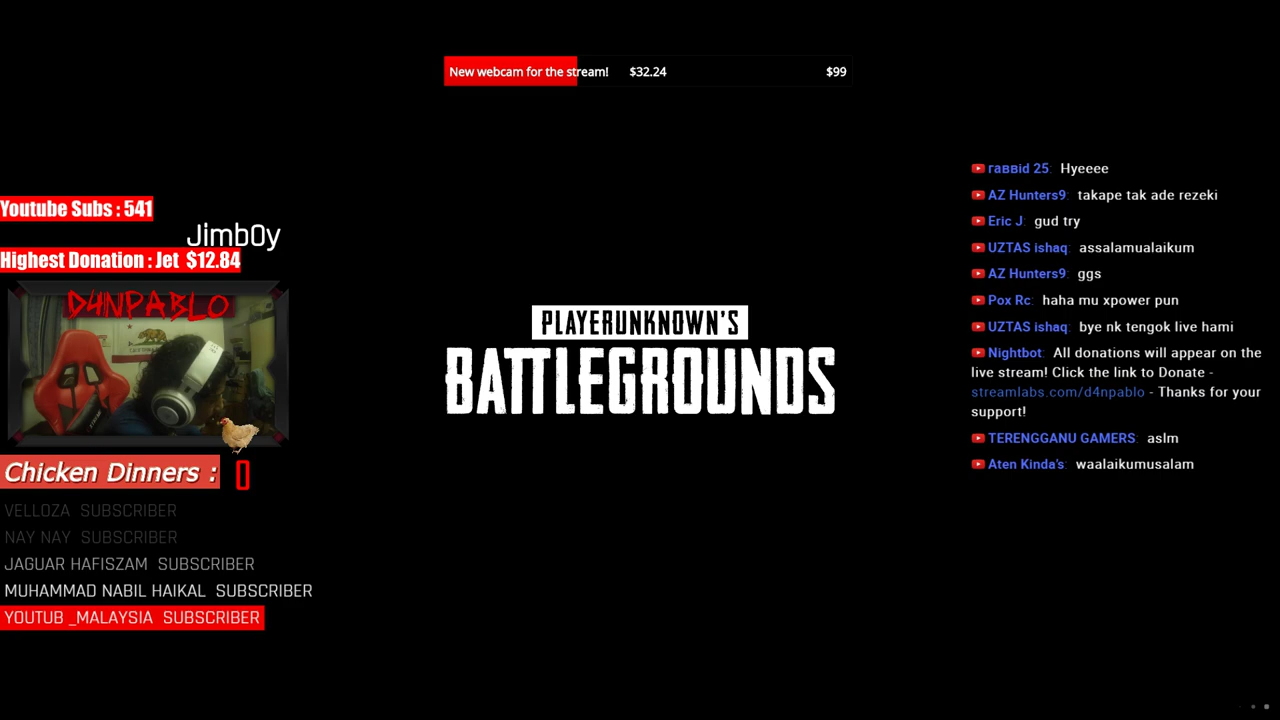 New webcam for the stream! $32.24 $99
Youtube Subs : 541
Jimb0y
Highest Donation : Jet $12.84
D4NPABLO
Chicken Dinners : 0
VELLOZA SUBSCRIBER
NAY NAY SUBSCRIBER
JAGUAR HAFISZAM SUBSCRIBER
MUHAMMAD NABIL HAIKAL SUBSCRIBER
YOUTUB _MALAYSIA SUBSCRIBER
PLAYERUNKNOWN'S
BATTLEGROUNDS
raввid 25: Hyeeee
AZ Hunters9: takape tak ade rezeki
Eric J: gud try
UZTAS ishaq: assalamualaikum
AZ Hunters9: ggs
Pox Rc: haha mu xpower pun
UZTAS ishaq: bye nk tengok live hami
Nightbot: All donations will appear on the
live stream! Click the link to Donate -
streamlabs.com/d4npablo - Thanks for your
support!
TERENGGANU GAMERS: aslm
Aten Kinda's: waalaikumusalam